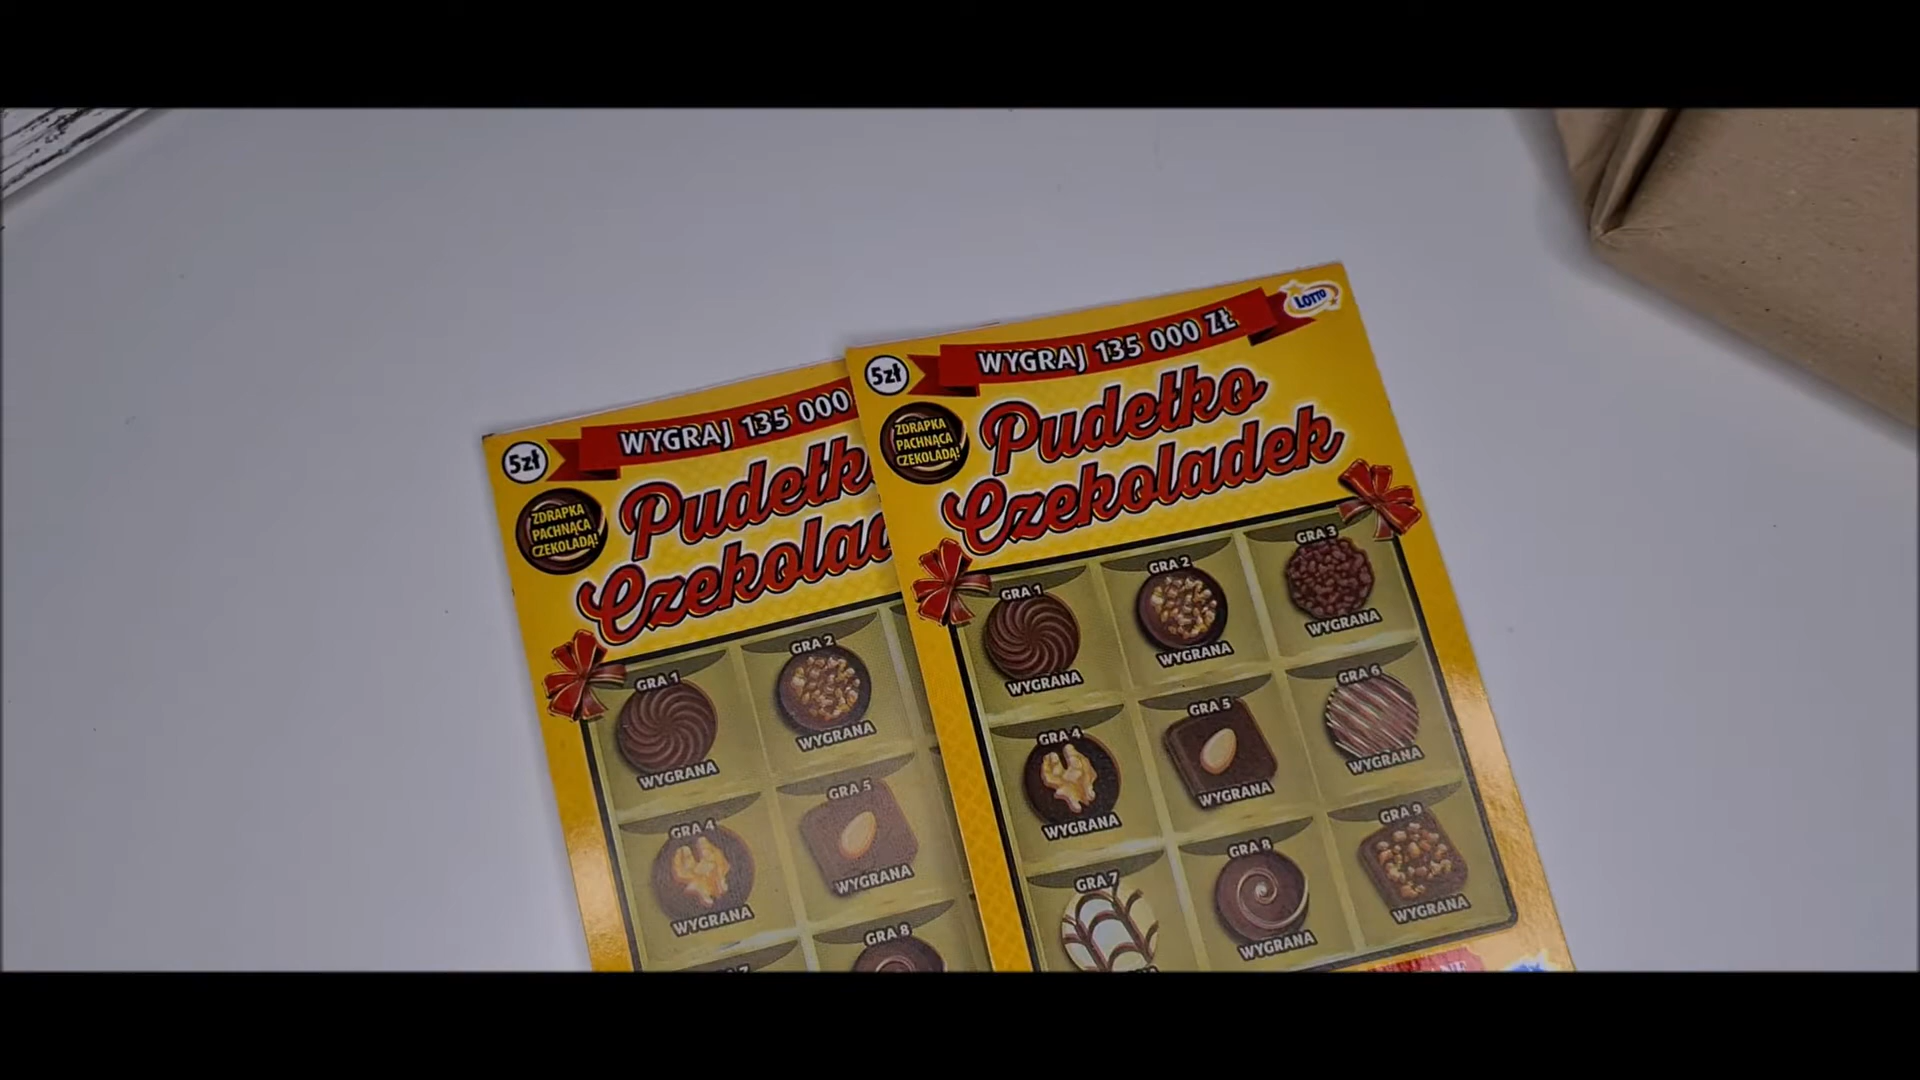 5zł
WYGRAJ 135 000
ZDRAPKA
PACHNĄCA
CZEKOLADĄ!
GRA 1
WYGRANA
GRA 2
WYGRANA
GRA 4
WYGRANA
GRA 5
WYGRANA
GRA 8
5zł
WYGRAJ 135 000 ZŁ
LOTTO
ZDRAPKA
PACHNĄCA
CZEKOLADĄ!
Pudełko
Czekoladek
GRA 1
WYGRANA
GRA 2
WYGRANA
GRA 3
WYGRANA
GRA 4
WYGRANA
GRA 5
WYGRANA
GRA 6
WYGRANA
GRA 7
GRA 8
WYGRANA
GRA 9
WYGRANA